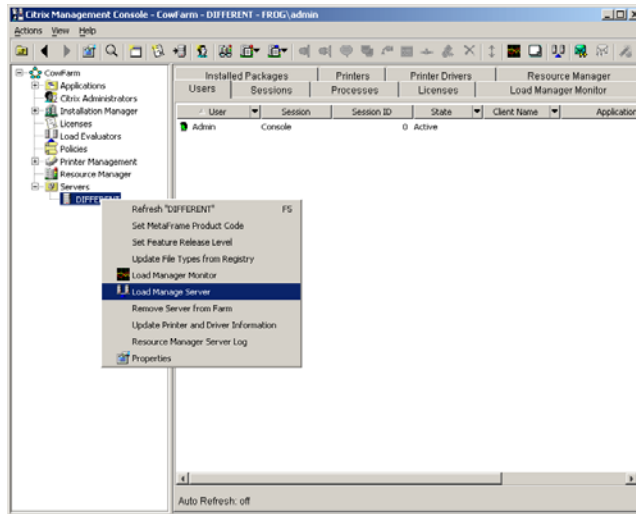 Citrix Management Console - CowFarm - DIFFERENT - FROG\admin
Actions View Help
CowFarm
Applications
Citrix Administrators
Installation Manager
Licenses
Load Evaluators
Policies
Printer Management
Resource Manager
Servers
DIFFERENT
Installed Packages Printers Printer Drivers Resource Manager
Users Sessions Processes Licenses Load Manager Monitor
User Session Session ID State Client Name Application
Admin Console 0 Active
Refresh "DIFFERENT" F5
Set MetaFrame Product Code
Set Feature Release Level
Update File Types from Registry
Load Manager Monitor
Load Manage Server
Remove Server from Farm
Update Printer and Driver Information
Resource Manager Server Log
Properties
Auto Refresh: off